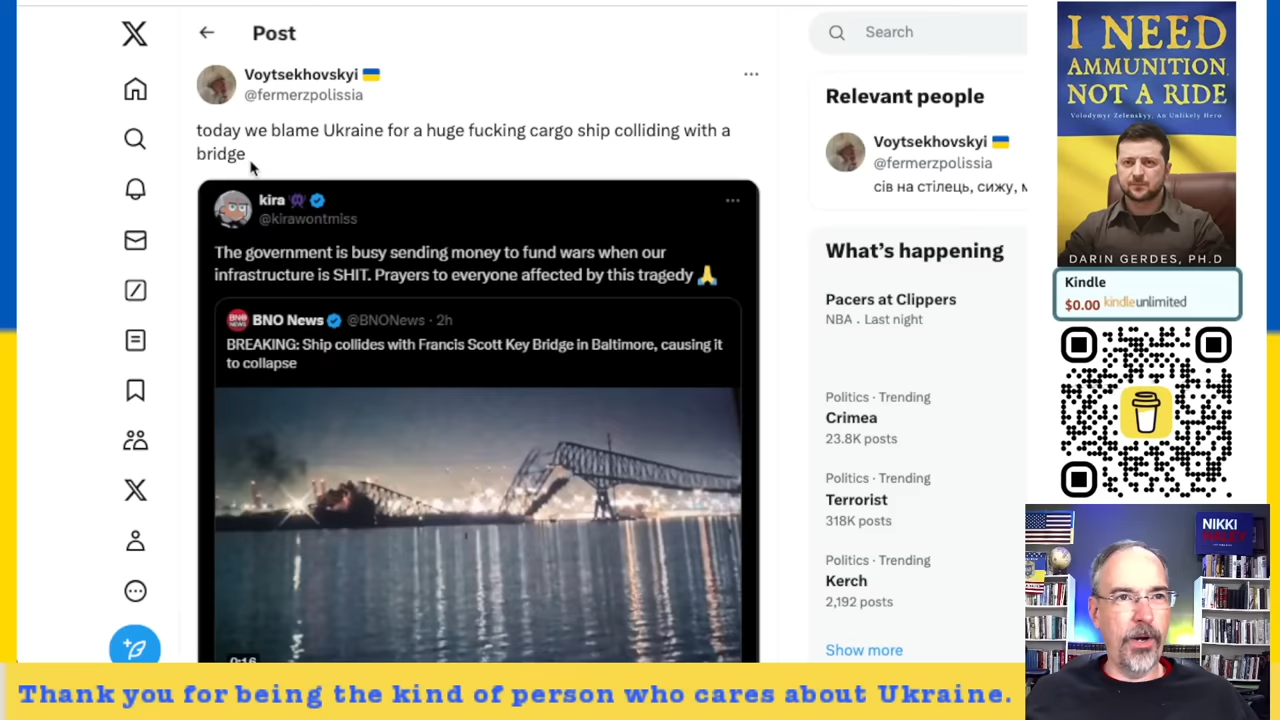 Post
Search
Voytsekhovskyi
@fermerzpolissia
today we blame Ukraine for a huge fucking cargo ship colliding with a
bridge
kira
@kirawontmiss
The government is busy sending money to fund wars when our
infrastructure is SHIT. Prayers to everyone affected by this tragedy 🙏
BNO NEWS
BNO News @BNONews · 2h
BREAKING: Ship collides with Francis Scott Key Bridge in Baltimore, causing it
to collapse
0:16
Relevant people
Voytsekhovskyi
@fermerzpolissia
сів на стілець, сижу,
What's happening
Pacers at Clippers
NBA · Last night
Politics · Trending
Crimea
23.8K posts
Politics · Trending
Terrorist
318K posts
Politics · Trending
Kerch
2,192 posts
Show more
I NEED
AMMUNITION,
NOT A RIDE
Volodymyr Zelenskyy, An Unlikely Hero
DARIN GERDES, PH.D
Kindle
$0.00 kindleunlimited
NIKKI
HALEY
Thank you for being the kind of person who cares about Ukraine.